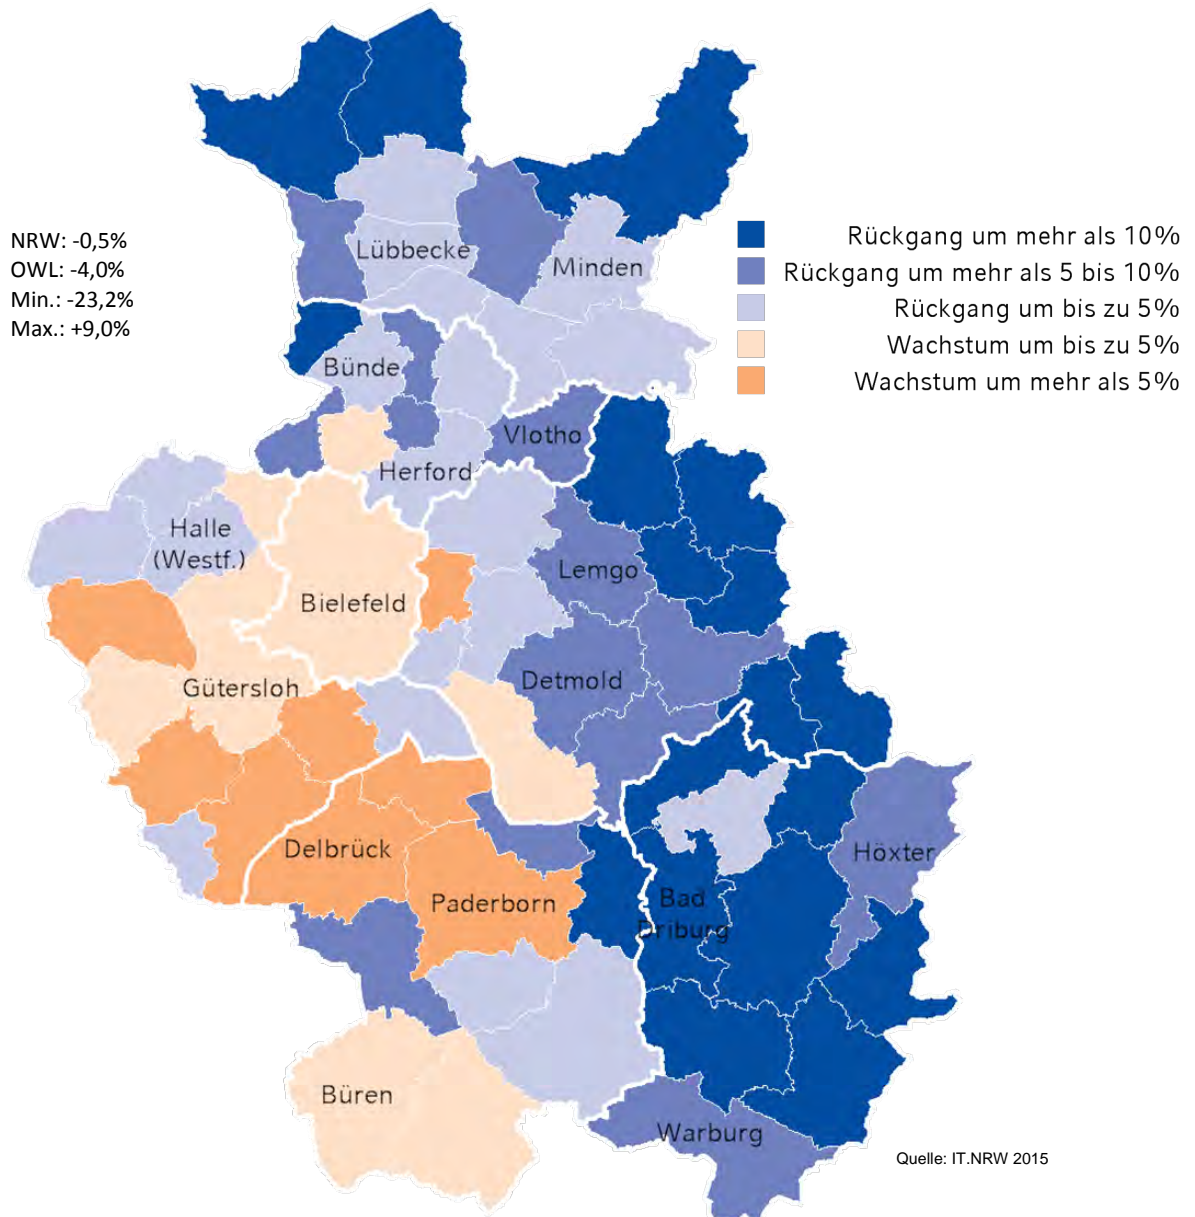 NRW: -0,5%
OWL: -4,0%
Min.: -23,2%
Max.: +9,0%
Rückgang um mehr als 10%
Rückgang um mehr als 5 bis 10%
Rückgang um bis zu 5%
Wachstum um bis zu 5%
Wachstum um mehr als 5%
Lübbecke
Minden
Bünde
Vlotho
Herford
Halle
(Westf.)
Lemgo
Bielefeld
Detmold
Gütersloh
Delbrück
Höxter
Paderborn
Bad
Driburg
Büren
Warburg
Quelle: IT.NRW 2015